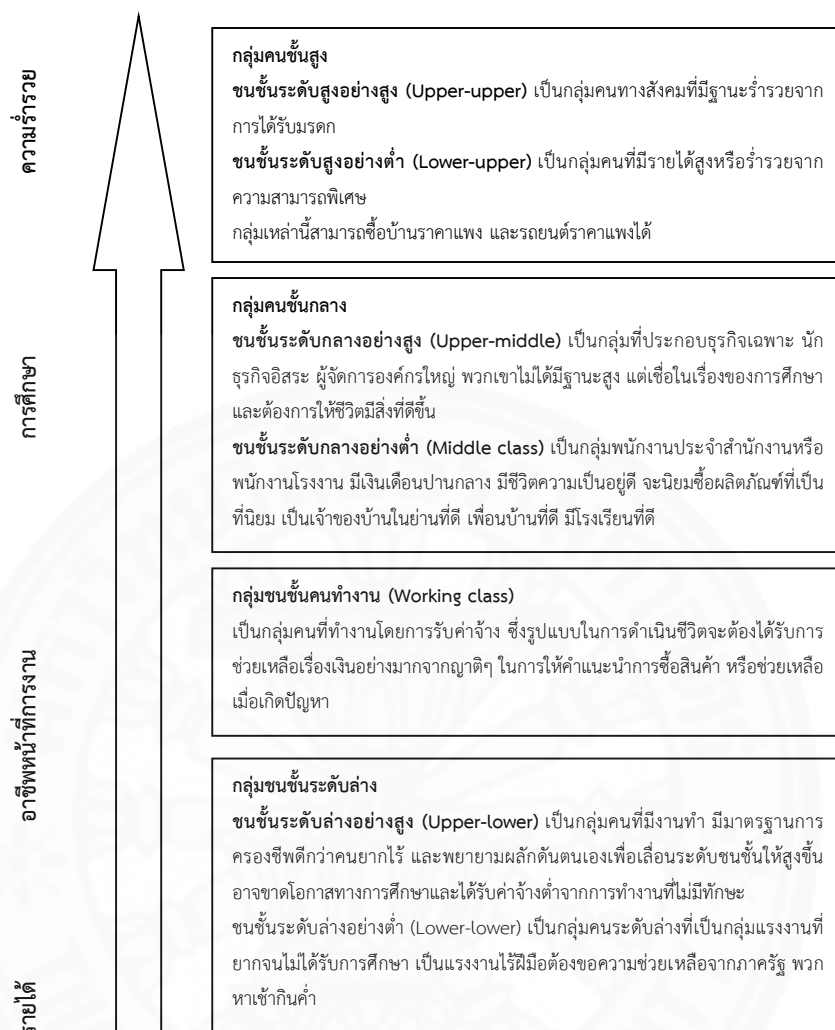 ความร่ำรวย
กลุ่มคนชั้นสูง
ชนชั้นระดับสูงอย่างสูง (Upper-upper) เป็นกลุ่มคนทางสังคมที่มีฐานะร่ำรวยจาก
การได้รับมรดก
ชนชั้นระดับสูงอย่างต่ำ (Lower-upper) เป็นกลุ่มคนที่มีรายได้สูงหรือร่ำรวยจาก
ความสามารถพิเศษ
กลุ่มเหล่านี้สามารถซื้อบ้านราคาแพง และรถยนต์ราคาแพงได้
การศึกษา
กลุ่มคนชั้นกลาง
ชนชั้นระดับกลางอย่างสูง (Upper-middle) เป็นกลุ่มที่ประกอบธุรกิจเฉพาะ นัก
ธุรกิจอิสระ ผู้จัดการองค์กรใหญ่ พวกเขาไม่ได้มีฐานะสูง แต่เชื่อในเรื่องของการศึกษา
และต้องการให้ชีวิตมีสิ่งที่ดีขึ้น
ชนชั้นระดับกลางอย่างต่ำ (Middle class) เป็นกลุ่มพนักงานประจำสำนักงานหรือ
พนักงานโรงงาน มีเงินเดือนปานกลาง มีชีวิตความเป็นอยู่ดี จะนิยมซื้อผลิตภัณฑ์ที่เป็น
ที่นิยม เป็นเจ้าของบ้านในย่านที่ดี เพื่อนบ้านที่ดี มีโรงเรียนที่ดี
อาชีพหน้าที่การงาน
กลุ่มชนชั้นคนทำงาน (Working class)
เป็นกลุ่มคนที่ทำงานโดยการรับค่าจ้าง ซึ่งรูปแบบในการดำเนินชีวิตจะต้องได้รับการ
ช่วยเหลือเรื่องเงินอย่างมากจากญาติๆ ในการให้คำแนะนำการซื้อสินค้า หรือช่วยเหลือ
เมื่อเกิดปัญหา
รายได้
กลุ่มชนชั้นระดับล่าง
ชนชั้นระดับล่างอย่างสูง (Upper-lower) เป็นกลุ่มคนที่มีงานทำ มีมาตรฐานการ
ครองชีพดีกว่าคนยากไร้ และพยายามผลักดันตนเองเพื่อเลื่อนระดับชนชั้นให้สูงขึ้น
อาจขาดโอกาสทางการศึกษาและได้รับค่าจ้างต่ำจากการทำงานที่ไม่มีทักษะ
ชนชั้นระดับล่างอย่างต่ำ (Lower-lower) เป็นกลุ่มคนระดับล่างที่เป็นกลุ่มแรงงานที่
ยากจนไม่ได้รับการศึกษา เป็นแรงงานไร้ฝีมือต้องขอความช่วยเหลือจากภาครัฐ พวก
หาเช้ากินค่ำ